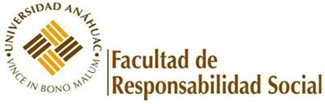 • UNIVERSIDAD ANÁHUAC •
VINCE IN BONO MALUM
Facultad de
Responsabilidad Social